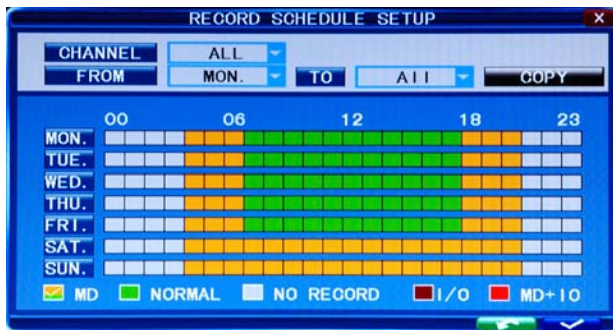 RECORD SCHEDULE SETUP X
CHANNEL ALL
FROM MON. TO All COPY
00 06 12 18 23
MON.
TUE.
WED.
THU.
FRI.
SAT.
SUN.
MD NORMAL NO RECORD I/O MD+IO